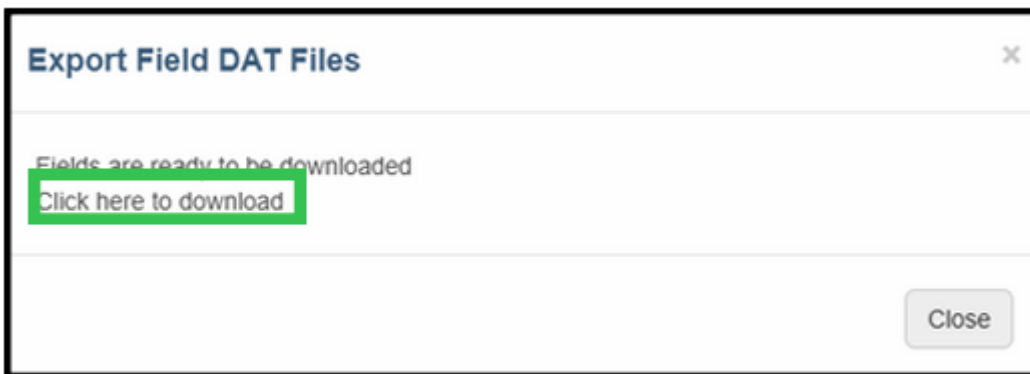 Export Field DAT Files
×
Fields are ready to be downloaded
Click here to download
Close